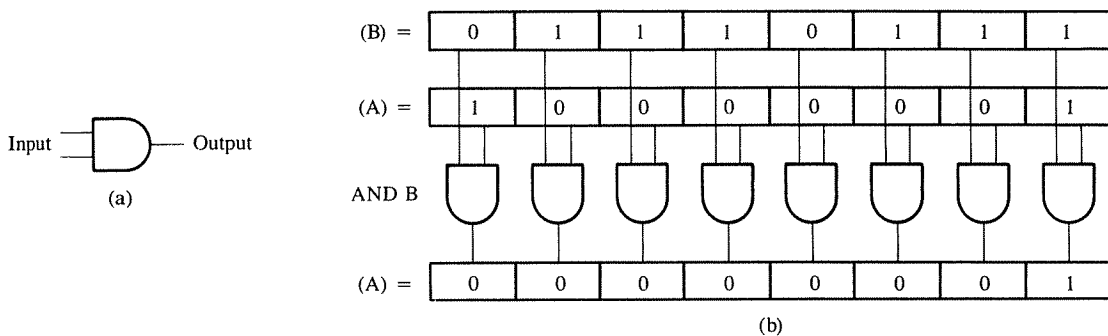 (B) = 0 1 1 1 0 1 1 1
(A) = 1 0 0 0 0 0 0 1
Input Output
(a)
AND B
(A) = 0 0 0 0 0 0 0 1
(b)